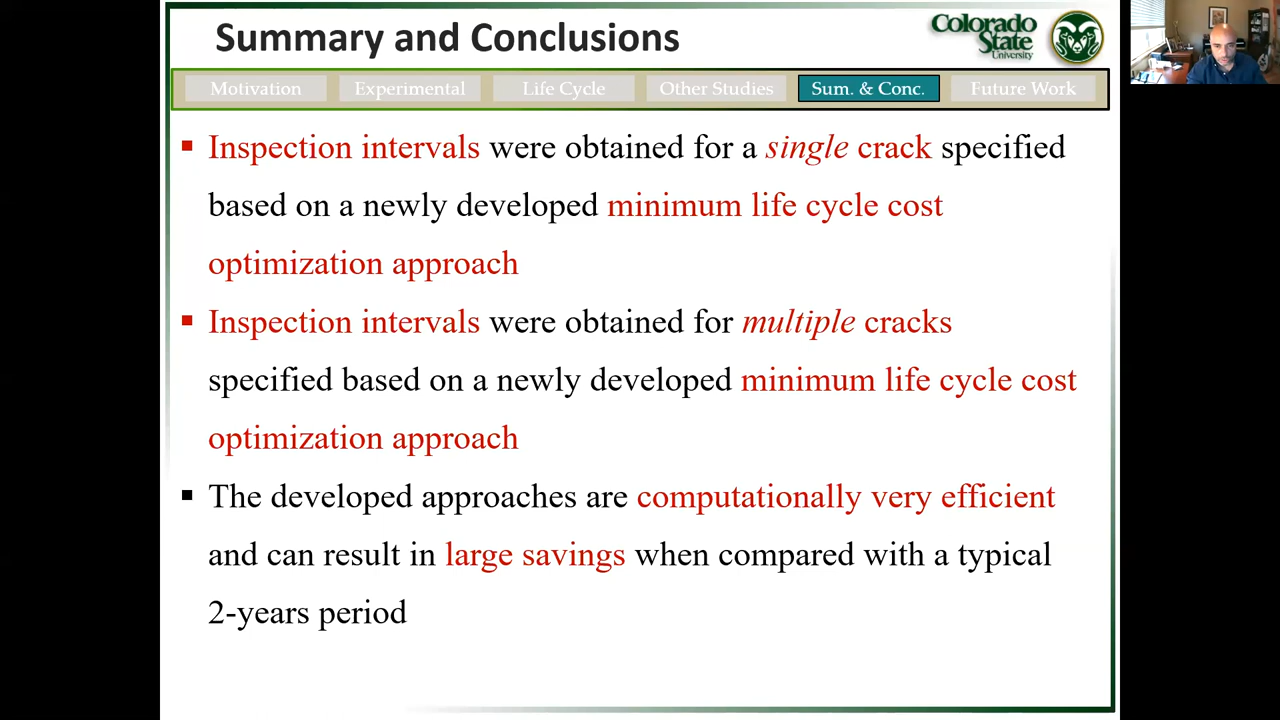 Summary and Conclusions
Colorado
State
University
Motivation
Experimental
Life Cycle
Other Studies
Sum. & Conc.
Future Work
Inspection intervals were obtained for a single crack specified
based on a newly developed minimum life cycle cost
optimization approach
Inspection intervals were obtained for multiple cracks
specified based on a newly developed minimum life cycle cost
optimization approach
The developed approaches are computationally very efficient
and can result in large savings when compared with a typical
2-years period